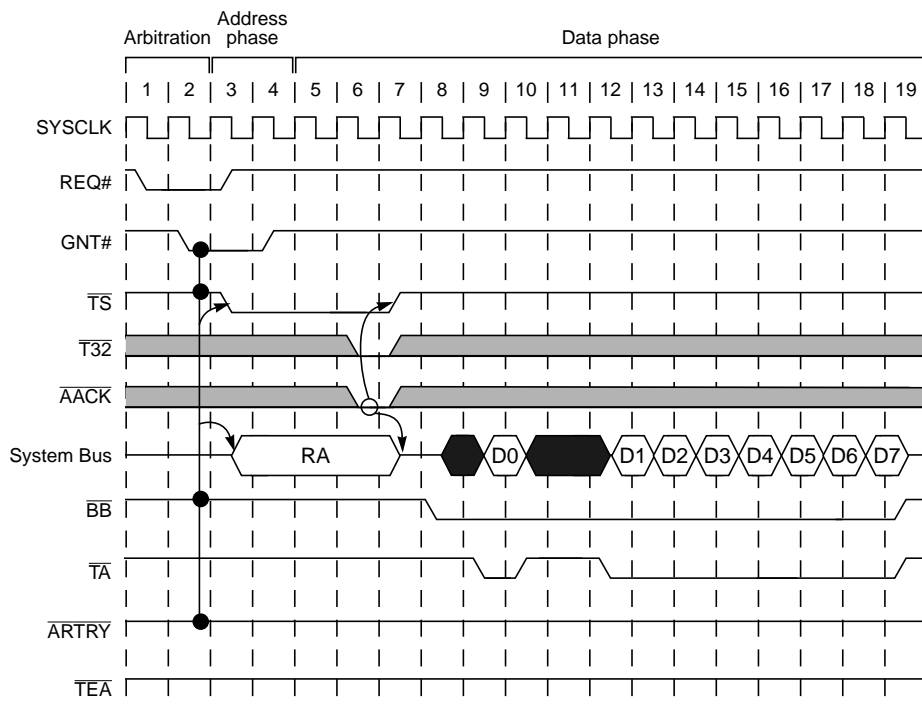 Arbitration
Address
phase
Data phase
1 2 3 4 5 6 7 8 9 10 11 12 13 14 15 16 17 18 19
SYSCLK
REQ#
GNT#
TS
T32
AACK
System Bus RA D0 D1 D2 D3 D4 D5 D6 D7
BB
TA
ARTRY
TEA